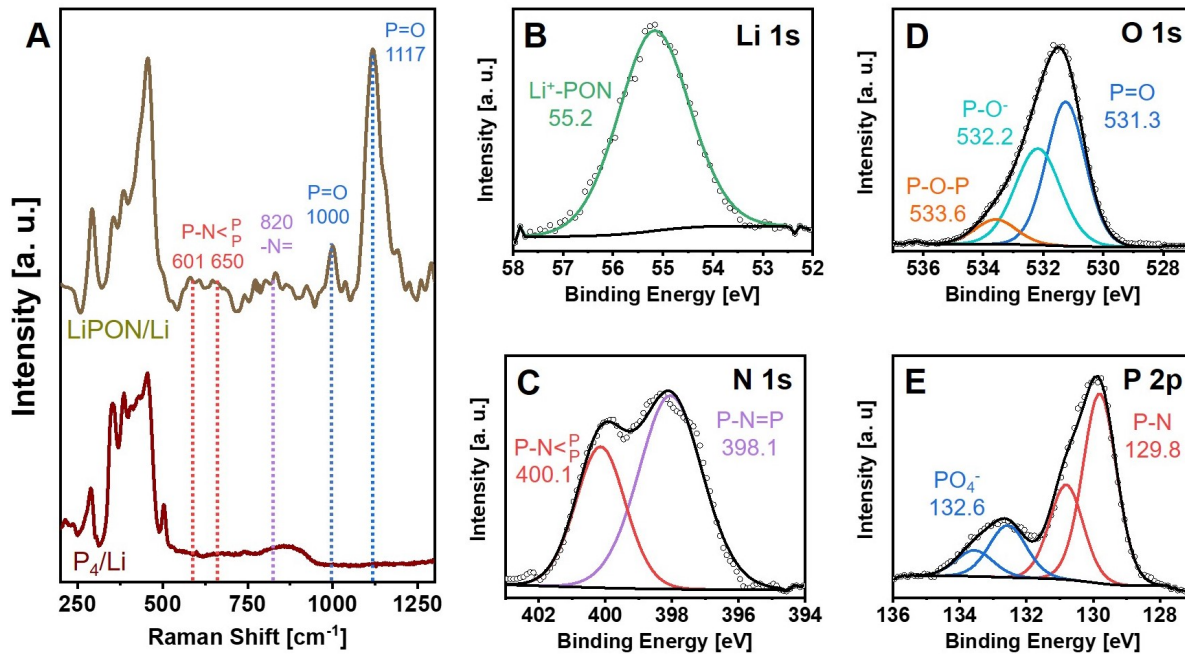 A
P=O
1117
P=O
1000
P-N<P
P
601 650
820
-N=
LiPON/Li
P₄/Li
Intensity [a. u.]
250 500 750 1000 1250
Raman Shift [cm⁻¹]
B
Li 1s
Li⁺-PON
55.2
Intensity [a. u.]
58 57 56 55 54 53 52
Binding Energy [eV]
D
O 1s
P=O
531.3
P-O⁻
532.2
P-O-P
533.6
Intensity [a. u.]
536 534 532 530 528
Binding Energy [eV]
C
N 1s
P-N<P
P
400.1
P-N=P
398.1
Intensity [a. u.]
402 400 398 396 394
Binding Energy [eV]
E
P 2p
P-N
129.8
PO₄⁻
132.6
Intensity [a. u]
136 134 132 130 128
Binding Energy [eV]